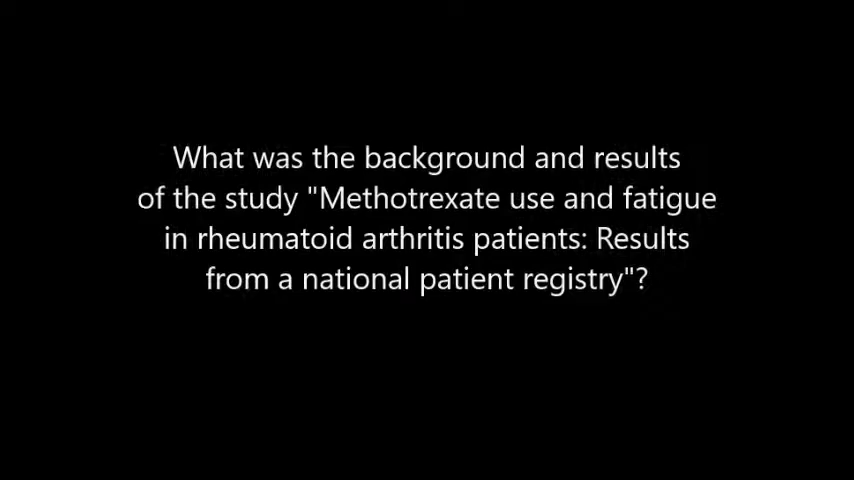 What was the background and results
of the study "Methotrexate use and fatigue
in rheumatoid arthritis patients: Results
from a national patient registry"?